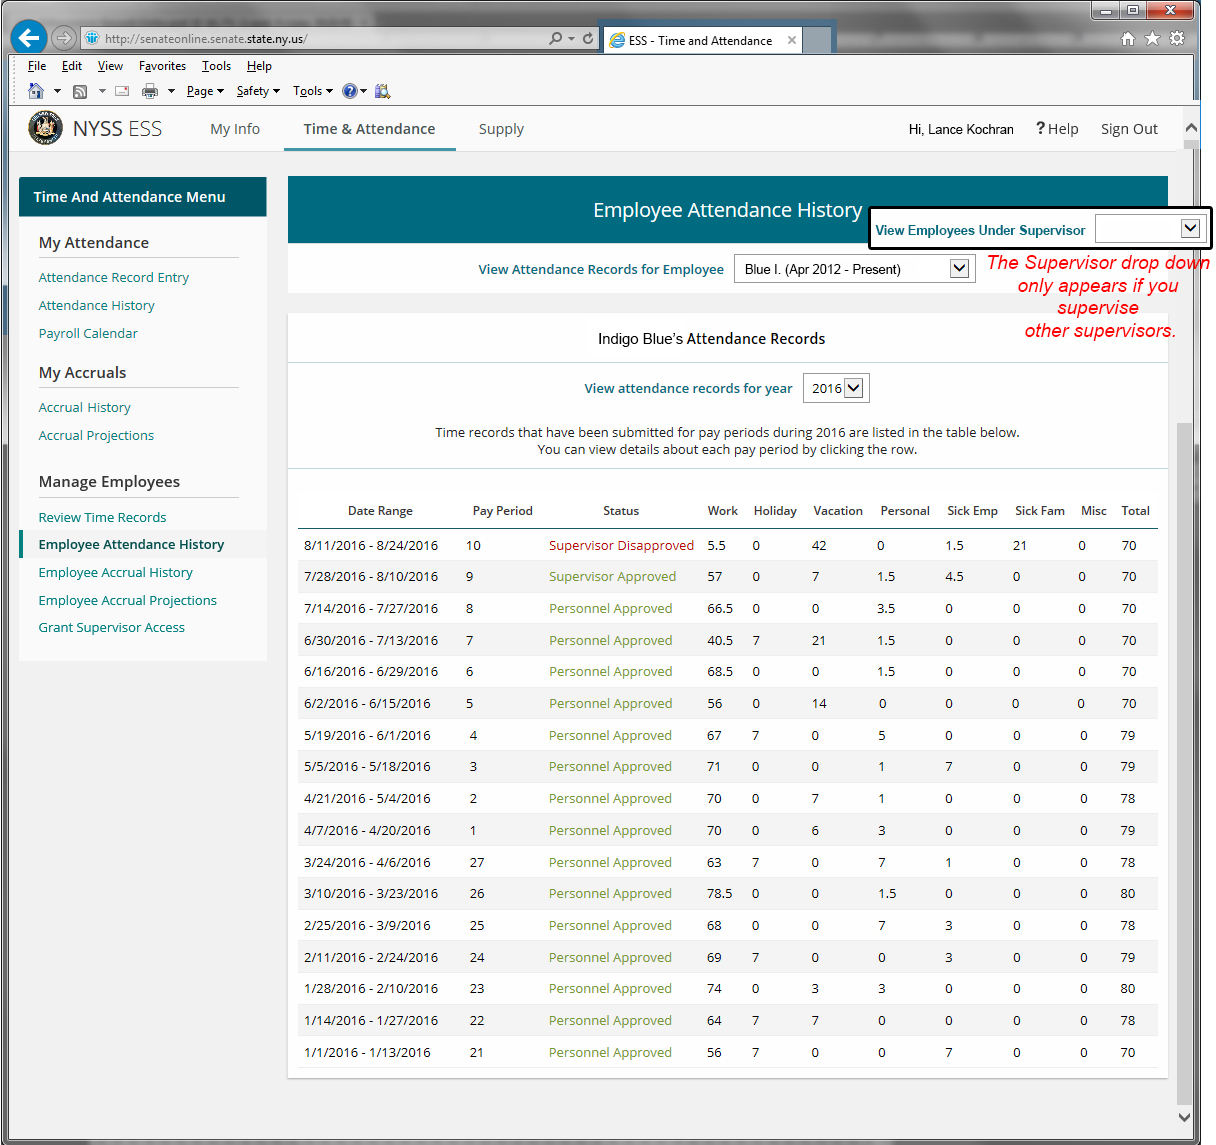 http://senateonline.senate.state.ny.us/
ESS - Time and Attendance
File Edit View Favorites Tools Help
Page Safety Tools
NYSS ESS My Info Time & Attendance Supply Hi, Lance Kochran ? Help Sign Out
Time And Attendance Menu
My Attendance
Attendance Record Entry
Attendance History
Payroll Calendar
My Accruals
Accrual History
Accrual Projections
Manage Employees
Review Time Records
Employee Attendance History
Employee Accrual History
Employee Accrual Projections
Grant Supervisor Access
Employee Attendance History
View Employees Under Supervisor
View Attendance Records for Employee Blue I. (Apr 2012 - Present)
The Supervisor drop down
only appears if you
supervise
other supervisors.
Indigo Blue's Attendance Records
View attendance records for year 2016
Time records that have been submitted for pay periods during 2016 are listed in the table below.
You can view details about each pay period by clicking the row.
Date Range Pay Period Status Work Holiday Vacation Personal Sick Emp Sick Fam Misc Total
8/11/2016 - 8/24/2016 10 Supervisor Disapproved 5.5 0 42 0 1.5 21 0 70
7/28/2016 - 8/10/2016 9 Supervisor Approved 57 0 7 1.5 4.5 0 0 70
7/14/2016 - 7/27/2016 8 Personnel Approved 66.5 0 0 3.5 0 0 0 70
6/30/2016 - 7/13/2016 7 Personnel Approved 40.5 7 21 1.5 0 0 0 70
6/16/2016 - 6/29/2016 6 Personnel Approved 68.5 0 0 1.5 0 0 0 70
6/2/2016 - 6/15/2016 5 Personnel Approved 56 0 14 0 0 0 0 70
5/19/2016 - 6/1/2016 4 Personnel Approved 67 7 0 5 0 0 0 79
5/5/2016 - 5/18/2016 3 Personnel Approved 71 0 0 1 7 0 0 79
4/21/2016 - 5/4/2016 2 Personnel Approved 70 0 7 1 0 0 0 78
4/7/2016 - 4/20/2016 1 Personnel Approved 70 0 6 3 0 0 0 79
3/24/2016 - 4/6/2016 27 Personnel Approved 63 7 0 7 1 0 0 78
3/10/2016 - 3/23/2016 26 Personnel Approved 78.5 0 0 1.5 0 0 0 80
2/25/2016 - 3/9/2016 25 Personnel Approved 68 0 0 7 3 0 0 78
2/11/2016 - 2/24/2016 24 Personnel Approved 69 7 0 0 3 0 0 79
1/28/2016 - 2/10/2016 23 Personnel Approved 74 0 3 3 0 0 0 80
1/14/2016 - 1/27/2016 22 Personnel Approved 64 7 7 0 0 0 0 78
1/1/2016 - 1/13/2016 21 Personnel Approved 56 7 0 0 7 0 0 70